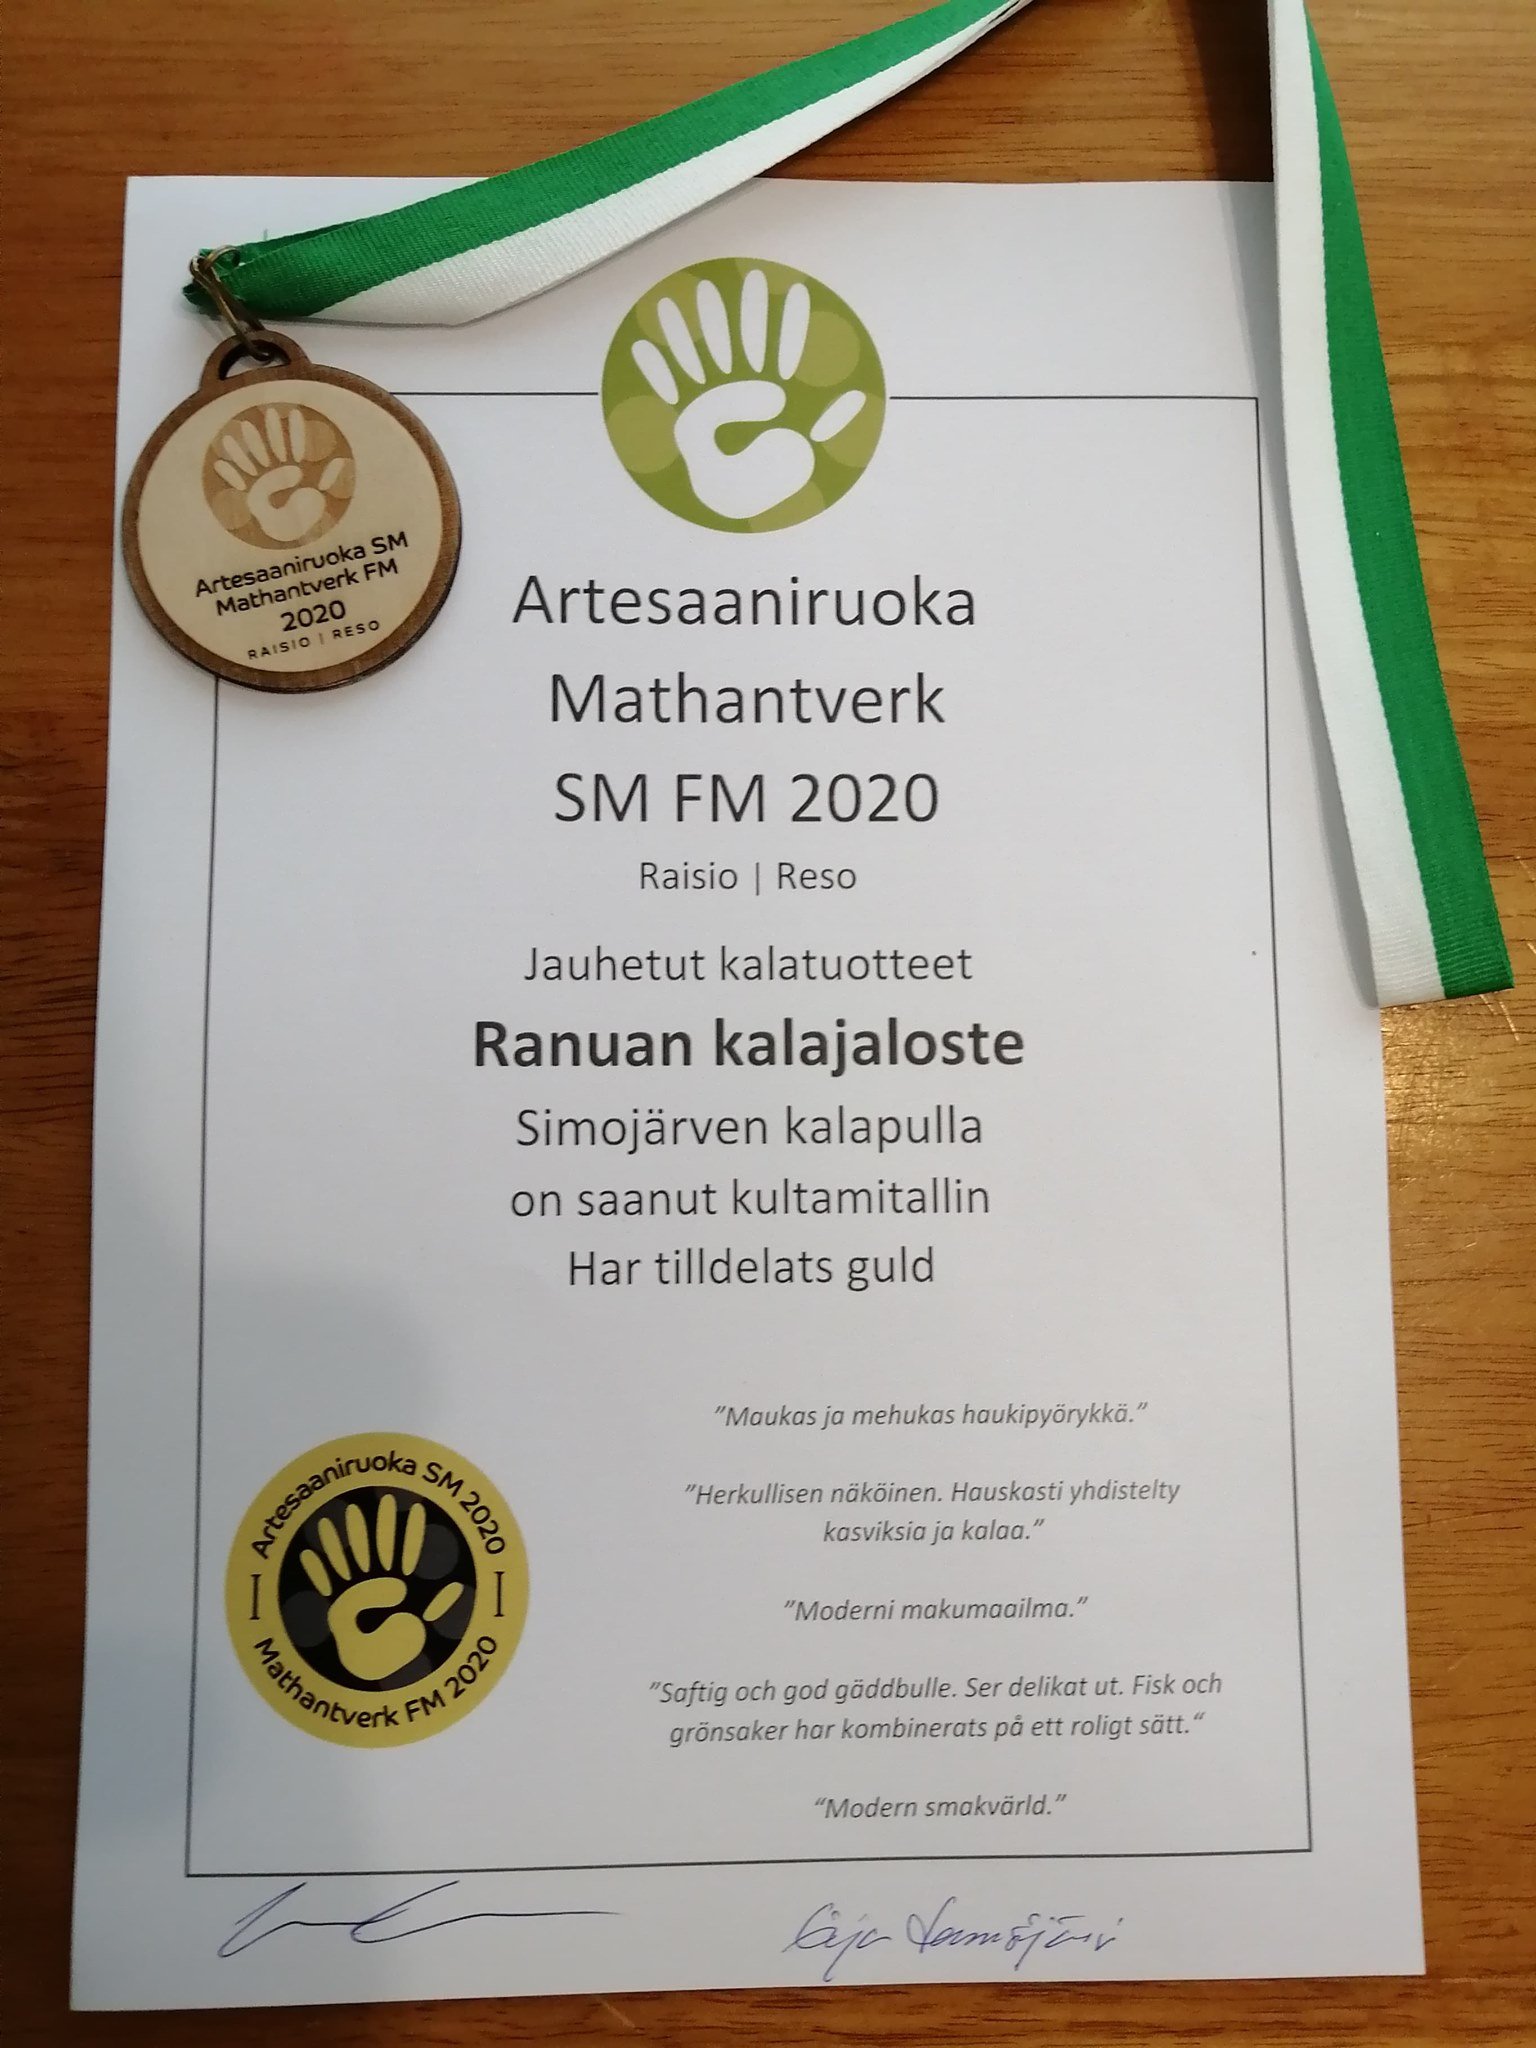 Artesaaniruoka SM
Mathantverk FM
2020
RAISIO | RESO
Artesaaniruoka
Mathantverk
SM FM 2020
Raisio | Reso
Jauhetut kalatuotteet
Ranuan kalajaloste
Simojärven kalapulla
on saanut kultamitallin
Har tilldelats guld
”Maukas ja mehukas haukipyörykkä.”
”Herkullisen näköinen. Hauskasti yhdistelty
kasviksia ja kalaa.”
”Moderni makumaailma.”
”Saftig och god gäddbulle. Ser delikat ut. Fisk och
grönsaker har kombinerats på ett roligt sätt.“
“Modern smakvärld.”
Artesaaniruoka SM 2020
Mathantverk FM 2020